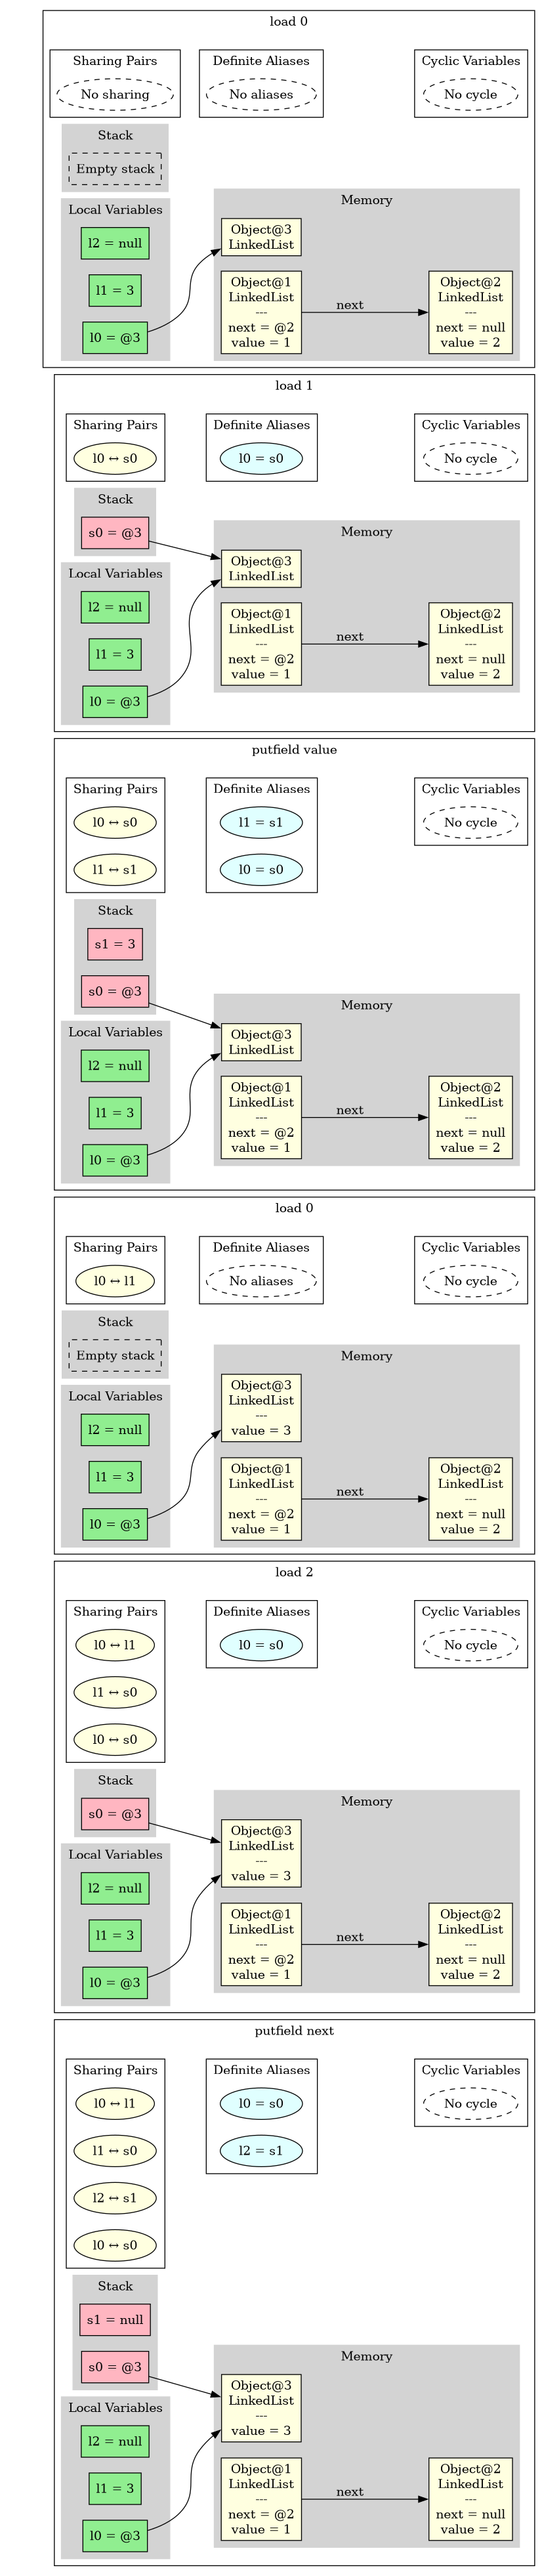 load 0
Sharing Pairs
No sharing
Definite Aliases
No aliases
Cyclic Variables
No cycle
Stack
Empty stack
Local Variables
l2 = null
l1 = 3
l0 = @3
Memory
Object@3
LinkedList
Object@1
LinkedList
---
next = @2
value = 1
next
Object@2
LinkedList
---
next = null
value = 2
load 1
Sharing Pairs
l0 ↔ s0
Definite Aliases
l0 = s0
Cyclic Variables
No cycle
Stack
s0 = @3
Local Variables
l2 = null
l1 = 3
l0 = @3
Memory
Object@3
LinkedList
Object@1
LinkedList
---
next = @2
value = 1
next
Object@2
LinkedList
---
next = null
value = 2
putfield value
Sharing Pairs
l0 ↔ s0
l1 ↔ s1
Definite Aliases
l1 = s1
l0 = s0
Cyclic Variables
No cycle
Stack
s1 = 3
s0 = @3
Local Variables
l2 = null
l1 = 3
l0 = @3
Memory
Object@3
LinkedList
Object@1
LinkedList
---
next = @2
value = 1
next
Object@2
LinkedList
---
next = null
value = 2
load 0
Sharing Pairs
l0 ↔ l1
Definite Aliases
No aliases
Cyclic Variables
No cycle
Stack
Empty stack
Local Variables
l2 = null
l1 = 3
l0 = @3
Memory
Object@3
LinkedList
---
value = 3
Object@1
LinkedList
---
next = @2
value = 1
next
Object@2
LinkedList
---
next = null
value = 2
load 2
Sharing Pairs
l0 ↔ l1
l1 ↔ s0
l0 ↔ s0
Definite Aliases
l0 = s0
Cyclic Variables
No cycle
Stack
s0 = @3
Local Variables
l2 = null
l1 = 3
l0 = @3
Memory
Object@3
LinkedList
---
value = 3
Object@1
LinkedList
---
next = @2
value = 1
next
Object@2
LinkedList
---
next = null
value = 2
putfield next
Sharing Pairs
l0 ↔ l1
l1 ↔ s0
l2 ↔ s1
l0 ↔ s0
Definite Aliases
l0 = s0
l2 = s1
Cyclic Variables
No cycle
Stack
s1 = null
s0 = @3
Local Variables
l2 = null
l1 = 3
l0 = @3
Memory
Object@3
LinkedList
---
value = 3
Object@1
LinkedList
---
next = @2
value = 1
next
Object@2
LinkedList
---
next = null
value = 2